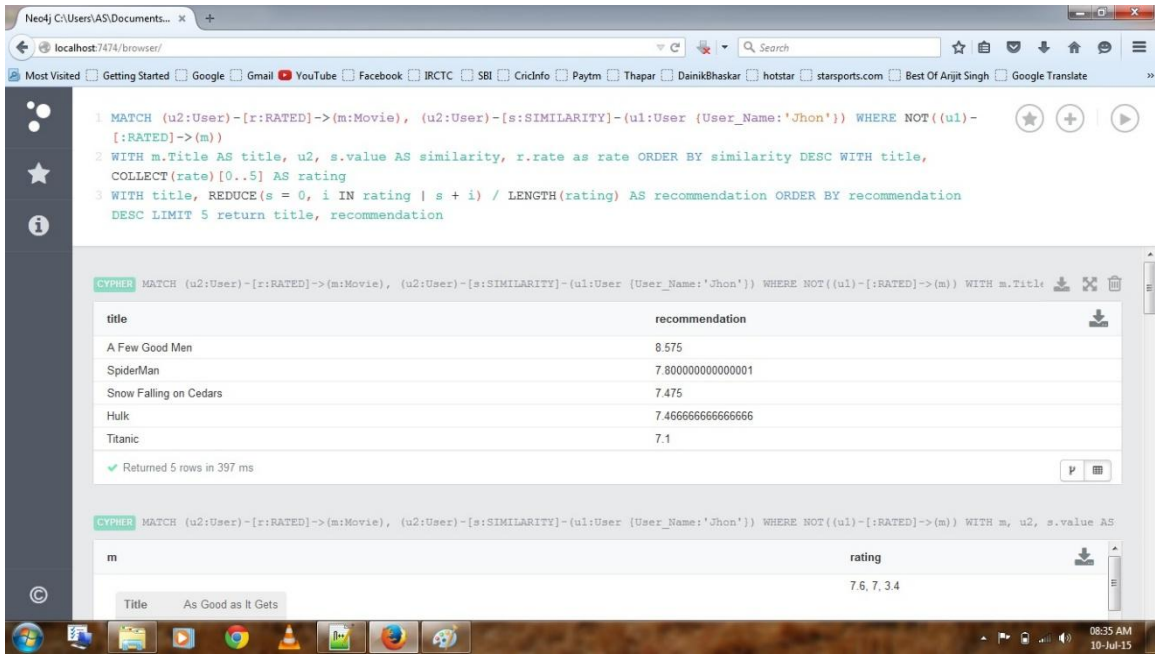 Neo4j C:\Users\AS\Documents...
localhost:7474/browser/
Search
Most Visited Getting Started Google Gmail YouTube Facebook IRCTC SBI CricInfo Paytm Thapar DainikBhaskar hotstar starsports.com Best Of Arijit Singh Google Translate
1 MATCH (u2:User)-[r:RATED]->(m:Movie), (u2:User)-[s:SIMILARITY]-(u1:User {User_Name:'Jhon'}) WHERE NOT((u1)-
[:RATED]->(m))
2 WITH m.Title AS title, u2, s.value AS similarity, r.rate as rate ORDER BY similarity DESC WITH title,
COLLECT(rate)[0..5] AS rating
3 WITH title, REDUCE(s = 0, i IN rating | s + i) / LENGTH(rating) AS recommendation ORDER BY recommendation
DESC LIMIT 5 return title, recommendation
CYPHER MATCH (u2:User)-[r:RATED]->(m:Movie), (u2:User)-[s:SIMILARITY]-(u1:User {User_Name:'Jhon'}) WHERE NOT((u1)-[:RATED]->(m)) WITH m.Title
title recommendation
A Few Good Men 8.575
SpiderMan 7.800000000000001
Snow Falling on Cedars 7.475
Hulk 7.466666666666666
Titanic 7.1
Returned 5 rows in 397 ms
CYPHER MATCH (u2:User)-[r:RATED]->(m:Movie), (u2:User)-[s:SIMILARITY]-(u1:User {User_Name:'Jhon'}) WHERE NOT((u1)-[:RATED]->(m)) WITH m, u2, s.value AS
m rating
7.6, 7, 3.4
Title As Good as It Gets
08:35 AM
10-Jul-15